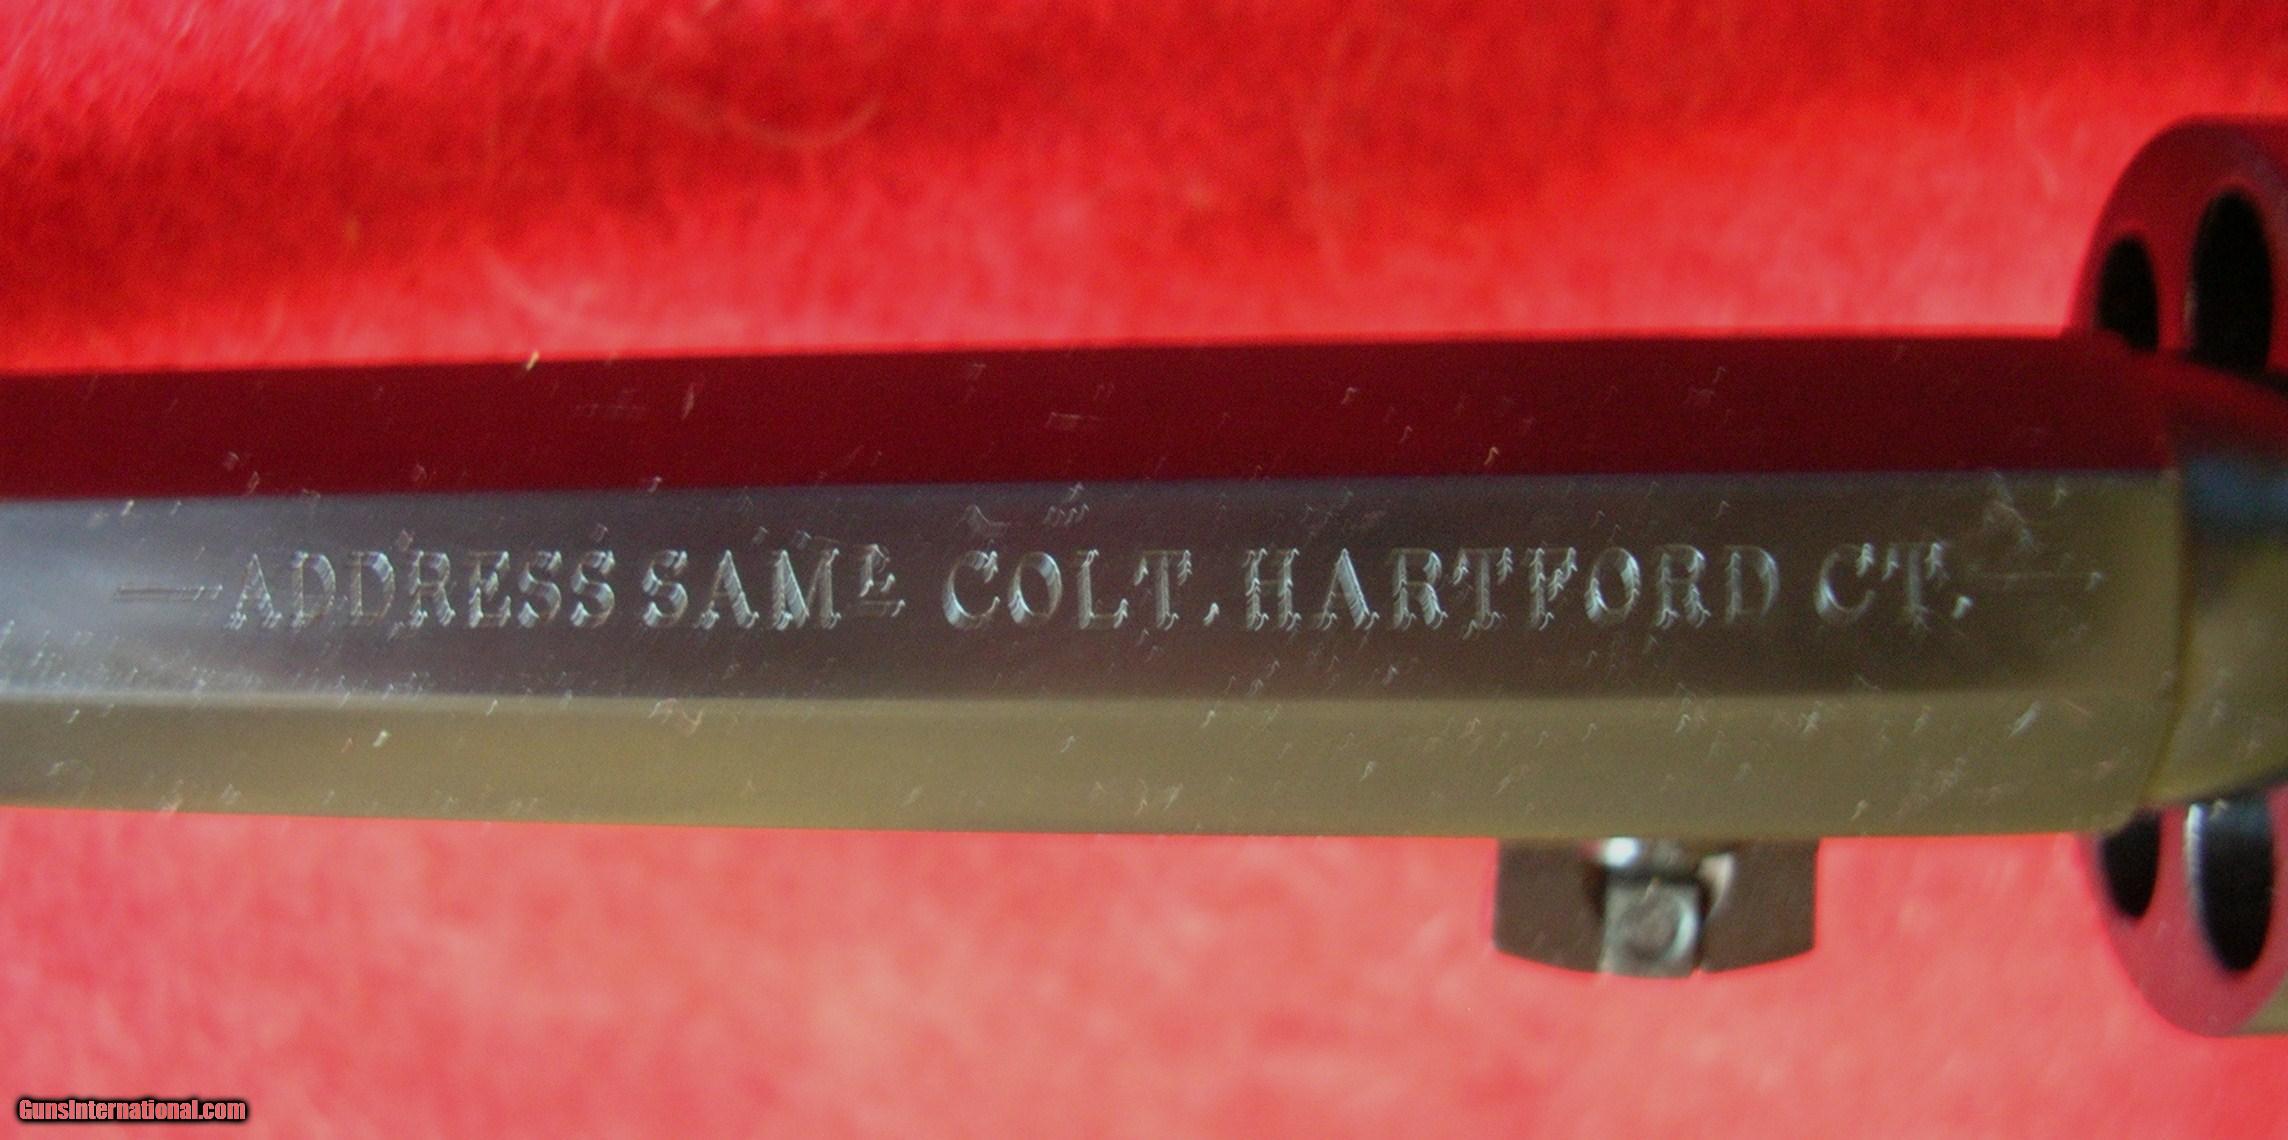 —ADDRESS SAMˡ. COLT. HARTFORD CT.—
GunsInternational.com